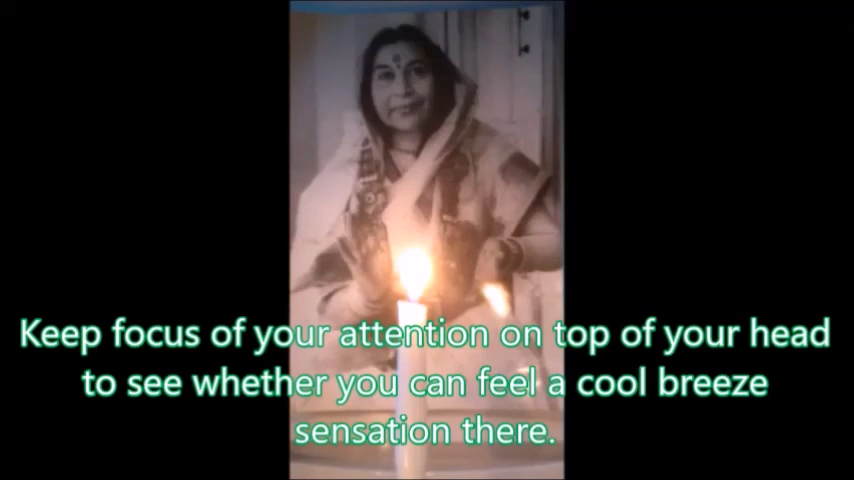 Keep focus of your attention on top of your head
to see whether you can feel a cool breeze
sensation there.